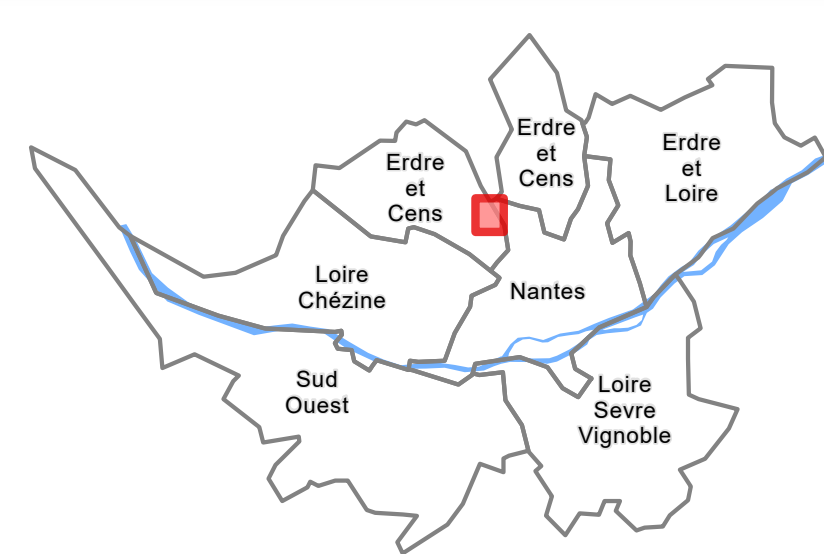 Erdre
et
Cens
Erdre
et
Loire
Erdre
et
Cens
Loire
Chézine
Nantes
Sud
Ouest
Loire
Sevre
Vignoble